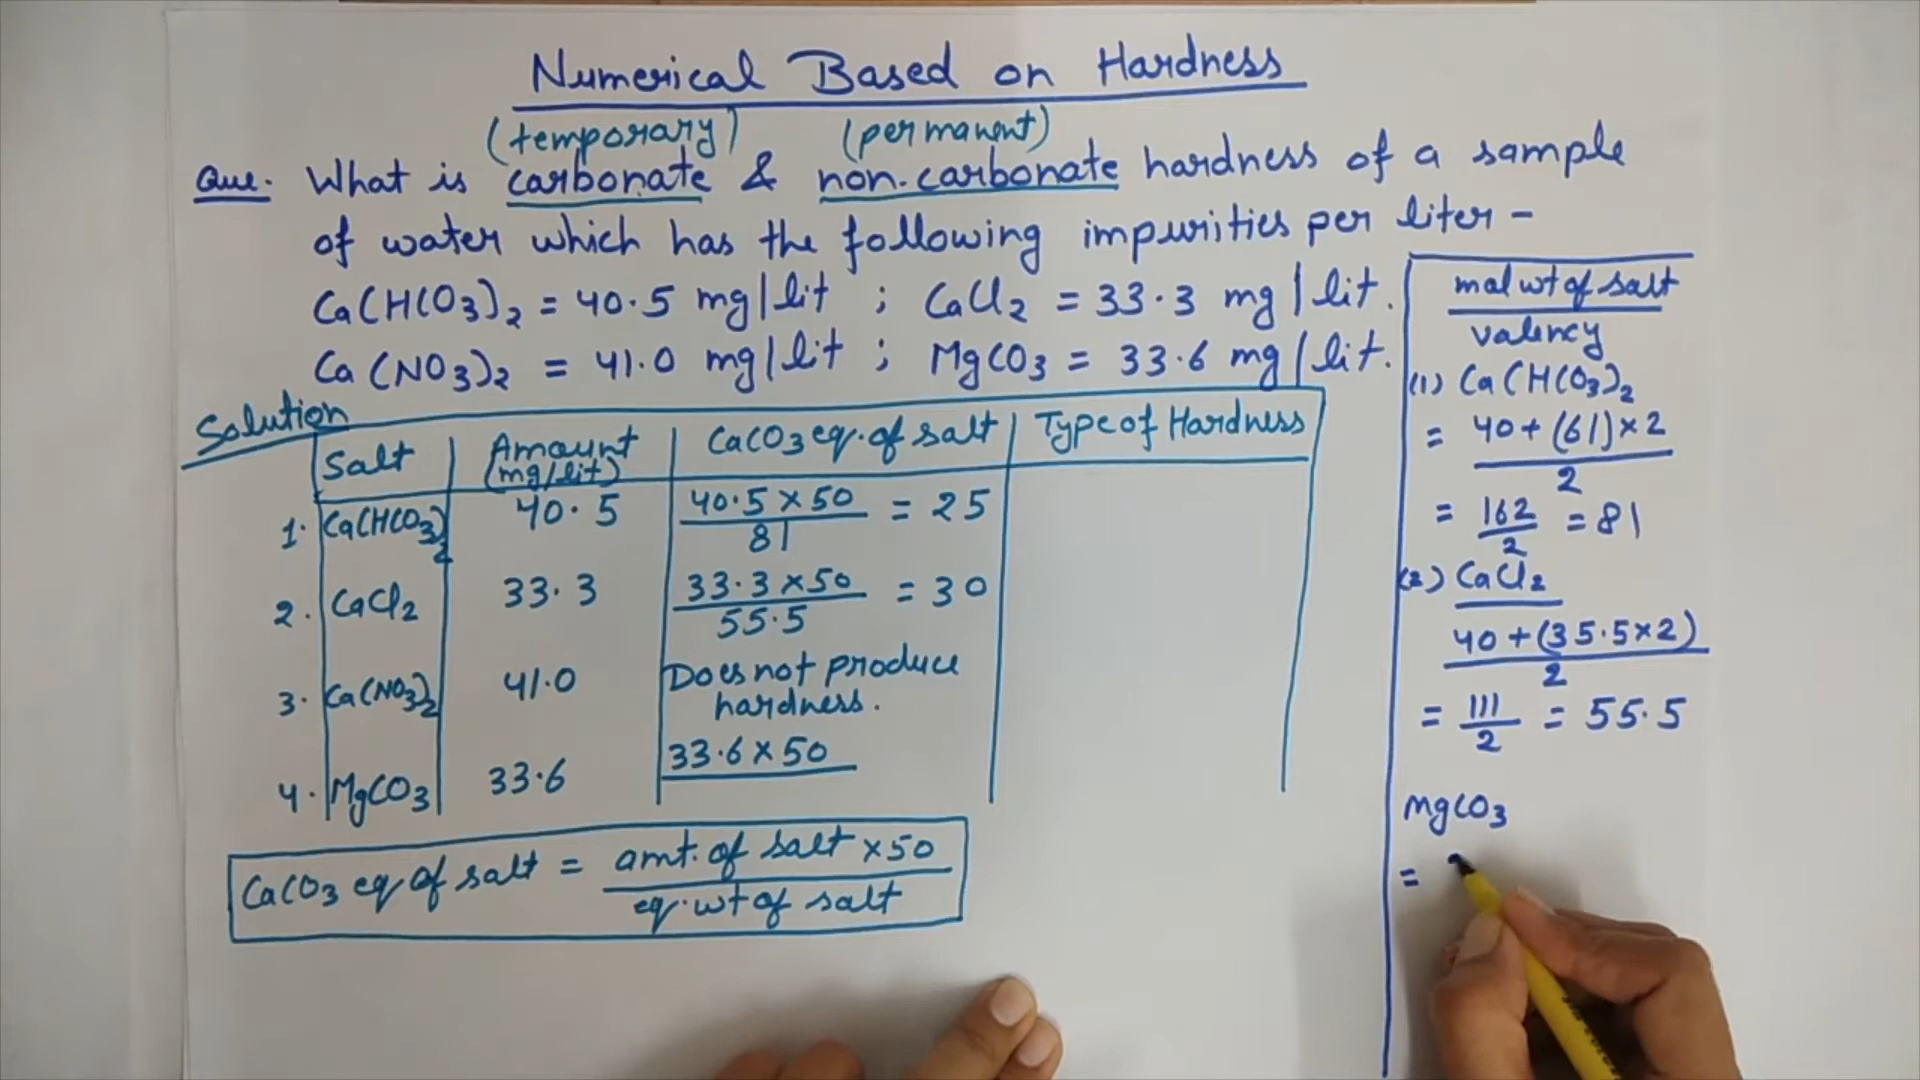 Numerical Based on Hardness
(temporary) (permanent)
Que. What is carbonate & non-carbonate hardness of a sample
of water which has the following impurities per liter -
Ca(HCO3)2 = 40.5 mg/lit ; CaCl2 = 33.3 mg/lit.
Ca(NO3)2 = 41.0 mg/lit ; MgCO3 = 33.6 mg/lit.
Solution
Salt | Amount (mg/lit) | CaCO3 eq. of salt | Type of Hardness
1. Ca(HCO3)2 40.5 40.5 x 50 / 81 = 25
2. CaCl2 33.3 33.3 x 50 / 55.5 = 30
3. Ca(NO3)2 41.0 Does not produce
hardness.
4. MgCO3 33.6 33.6 x 50
CaCO3 eq of salt = amt. of salt x 50 / eq. wt of salt
mol wt of salt
valency
(1) Ca(HCO3)2
= 40 + (61) x 2
2
= 162 / 2 = 81
(2) CaCl2
40 + (35.5 x 2)
2
= 111 / 2 = 55.5
MgCO3
=